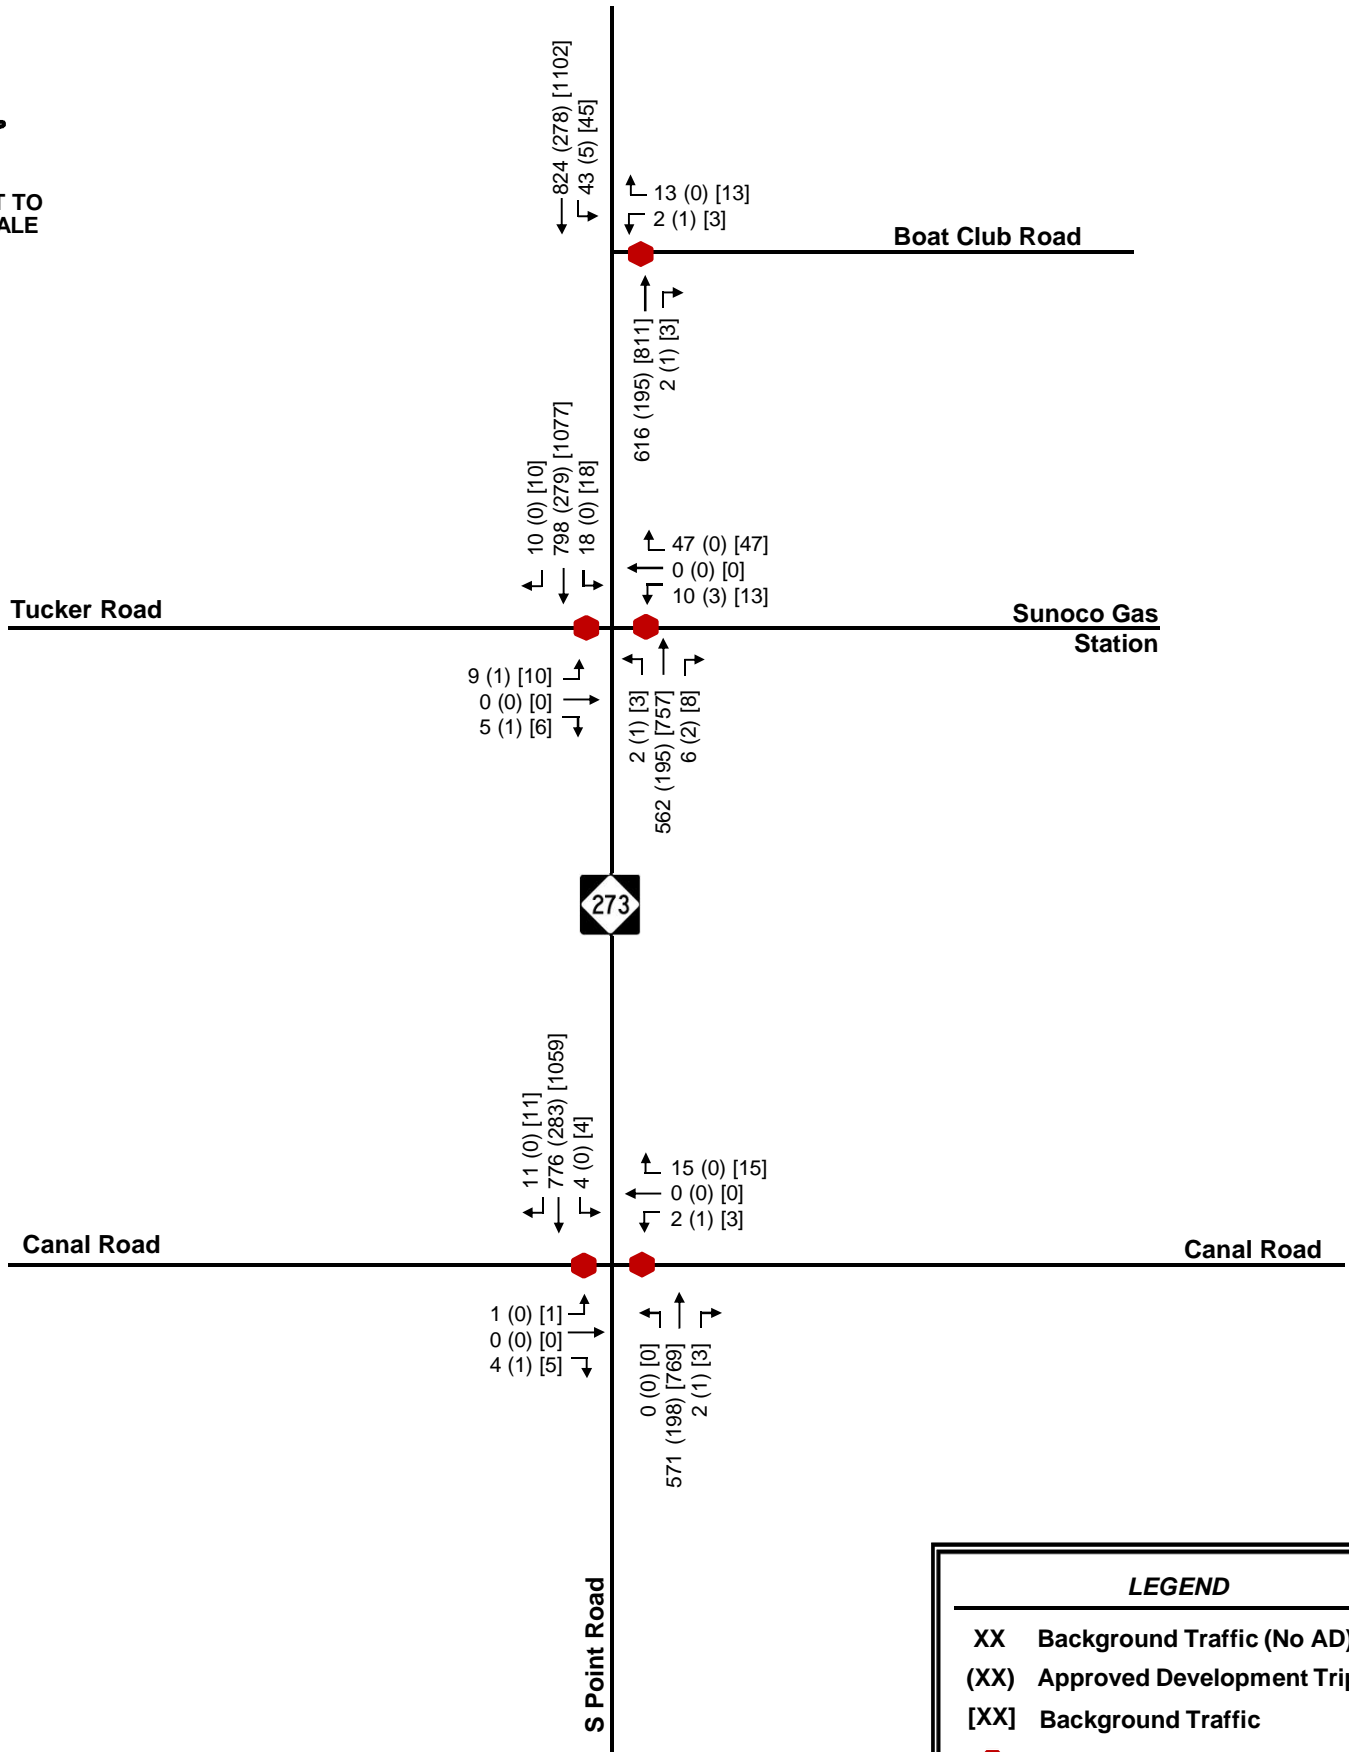 824 (278) [1102]
43 (5) [45]
TO
13 (0) [13]
2 (1) [3]
Boat Club Road
616 (195) [811]
2 (1) [3]
10 (0) [10]
798 (279) [1077]
18 (0) [18]
47 (0) [47]
0 (0) [0]
10 (3) [13]
Tucker Road
Sunoco Gas
Station
9 (1) [10]
0 (0) [0]
5 (1) [6]
2 (1) [3]
562 (195) [757]
6 (2) [8]
273
11 (0) [11]
776 (283) [1059]
4 (0) [4]
15 (0) [15]
0 (0) [0]
2 (1) [3]
Canal Road
Canal Road
1 (0) [1]
0 (0) [0]
4 (1) [5]
0 (0) [0]
571 (198) [769]
2 (1) [3]
S Point Road
LEGEND
XX Background Traffic (No AD)
(XX) Approved Development
[XX] Background Traffic